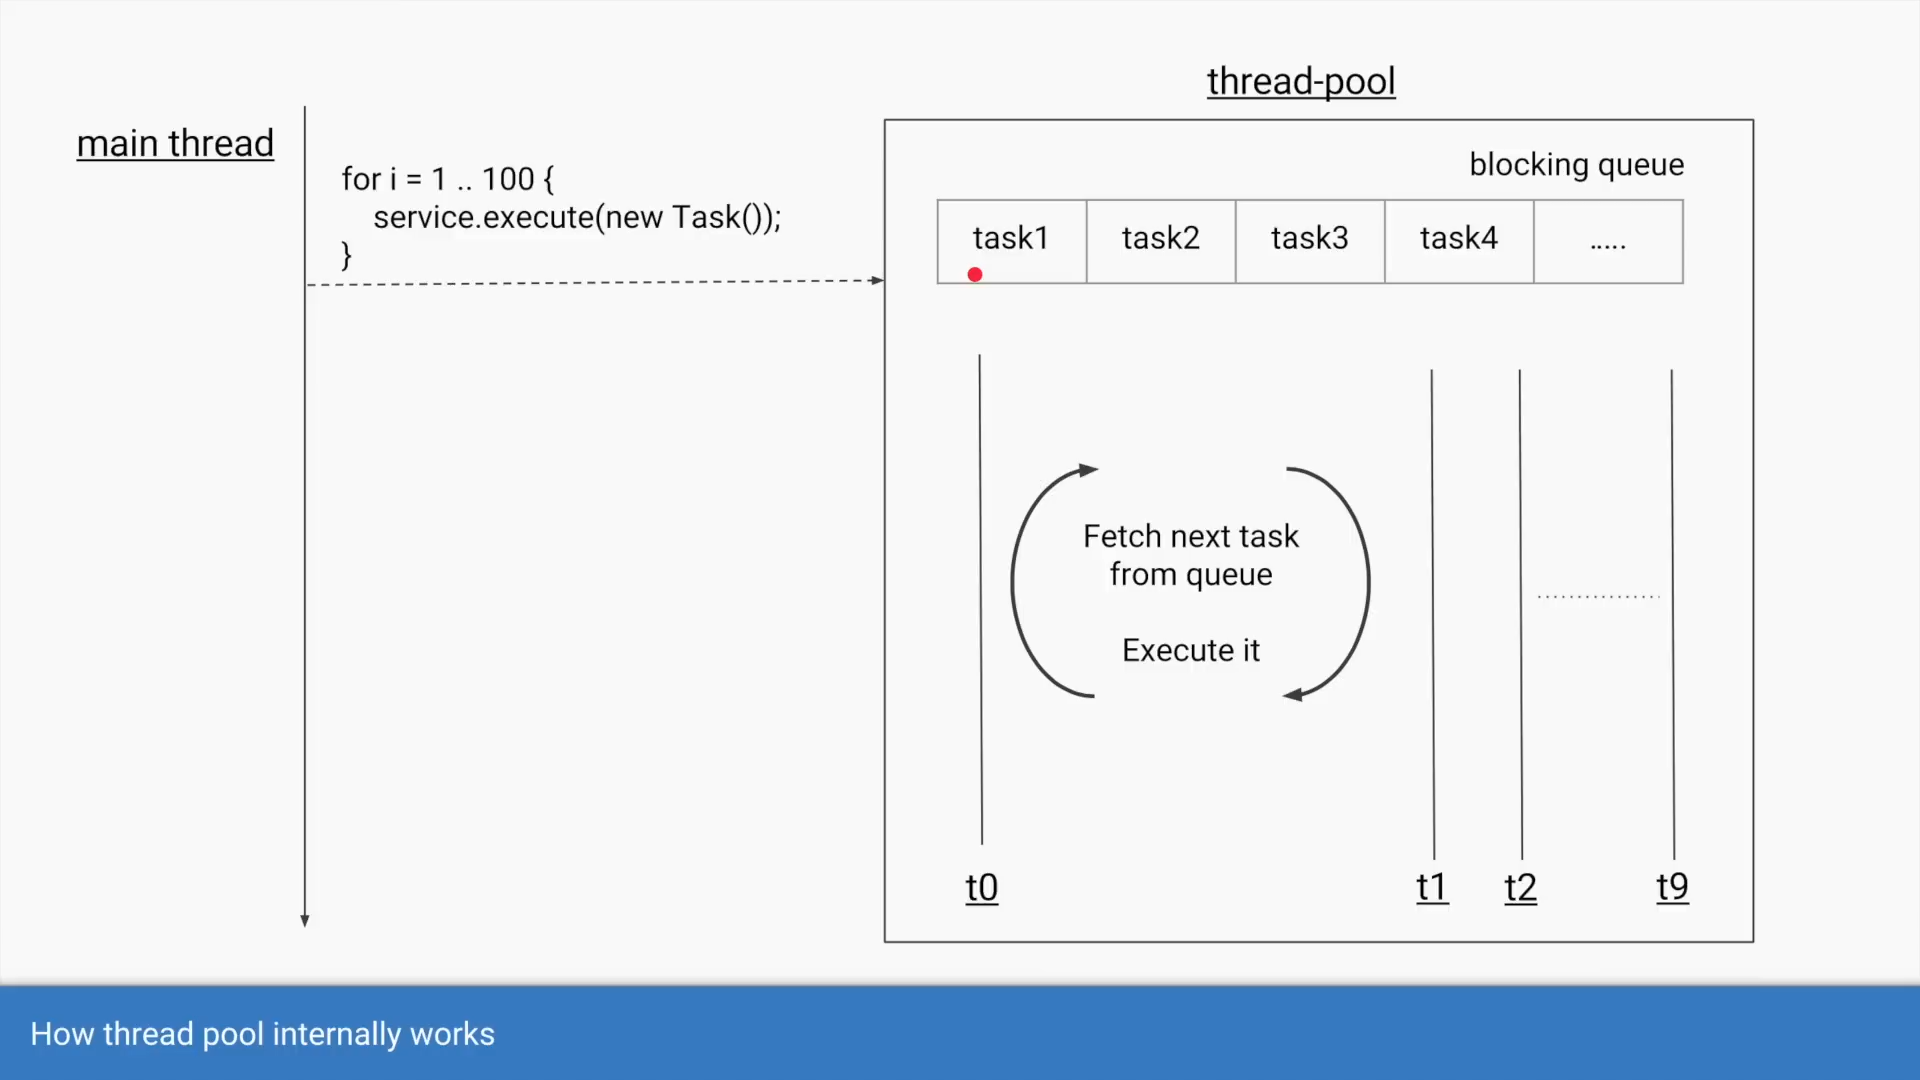 thread-pool
main thread
for i = 1 .. 100 {
service.execute(new Task());
}
blocking queue
task1 task2 task3 task4 .....
Fetch next task
from queue
Execute it
t0 t1 t2 t9
How thread pool internally works